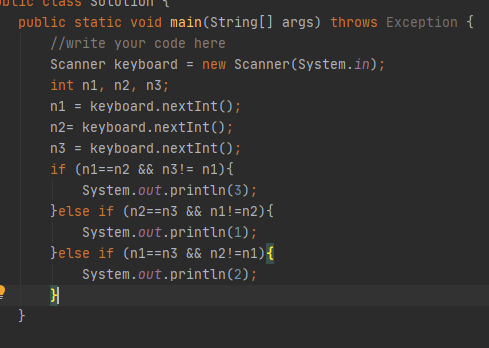 public class Solution {
public static void main(String[] args) throws Exception {
//write your code here
Scanner keyboard = new Scanner(System.in);
int n1, n2, n3;
n1 = keyboard.nextInt();
n2= keyboard.nextInt();
n3 = keyboard.nextInt();
if (n1==n2 && n3!= n1){
System.out.println(3);
}else if (n2==n3 && n1!=n2){
System.out.println(1);
}else if (n1==n3 && n2!=n1){
System.out.println(2);
}
}